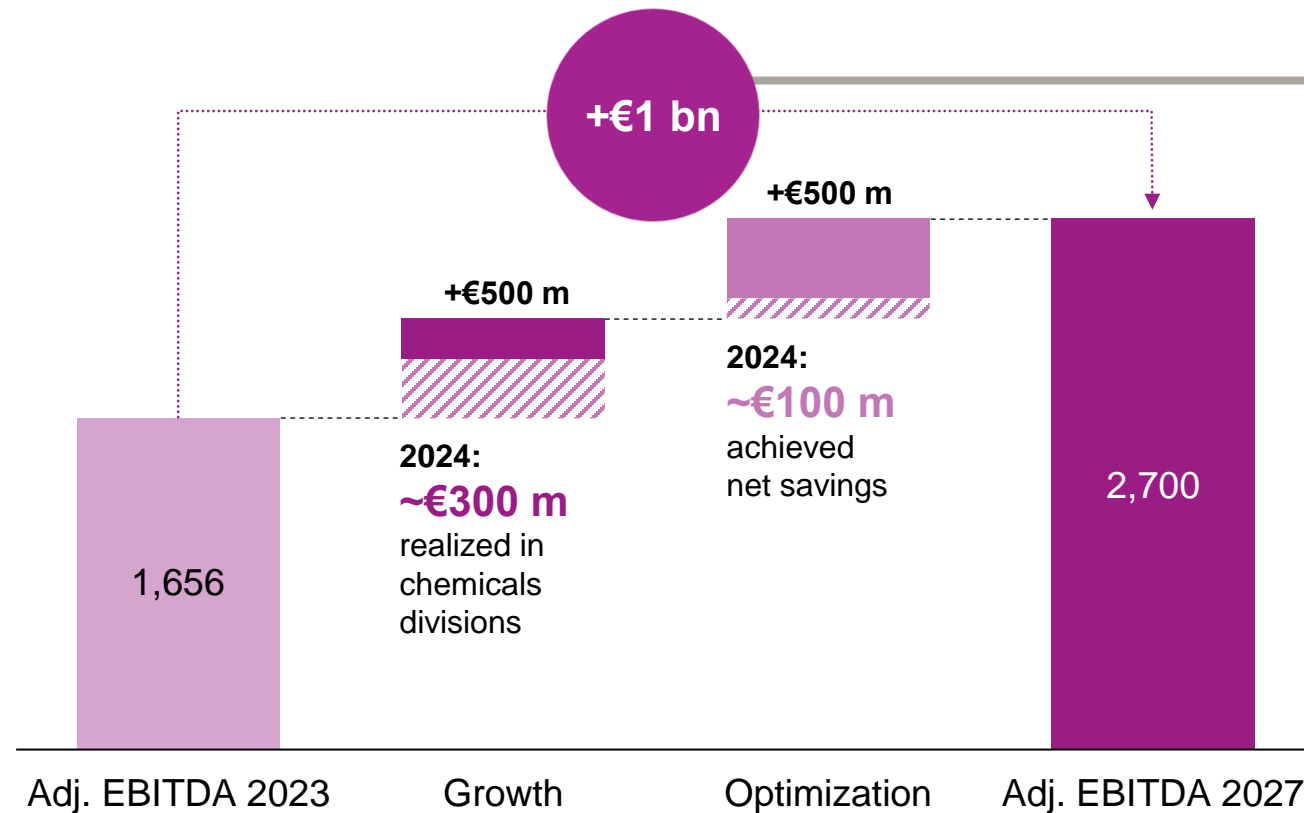 +€1 bn
+€500 m
+€500 m
2024:
~€300 m
realized in
chemicals
divisions
2024:
~€100 m
achieved
net savings
1,656
2,700
Adj. EBITDA 2023
Growth
Optimization
Adj. EBITDA 2027